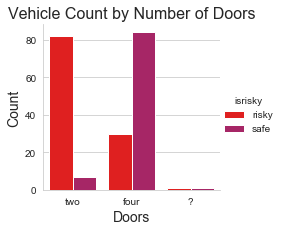 Vehicle Count by Number of Doors
80
60
40
20
0
Count
two four ?
Doors
isrisky
risky
safe